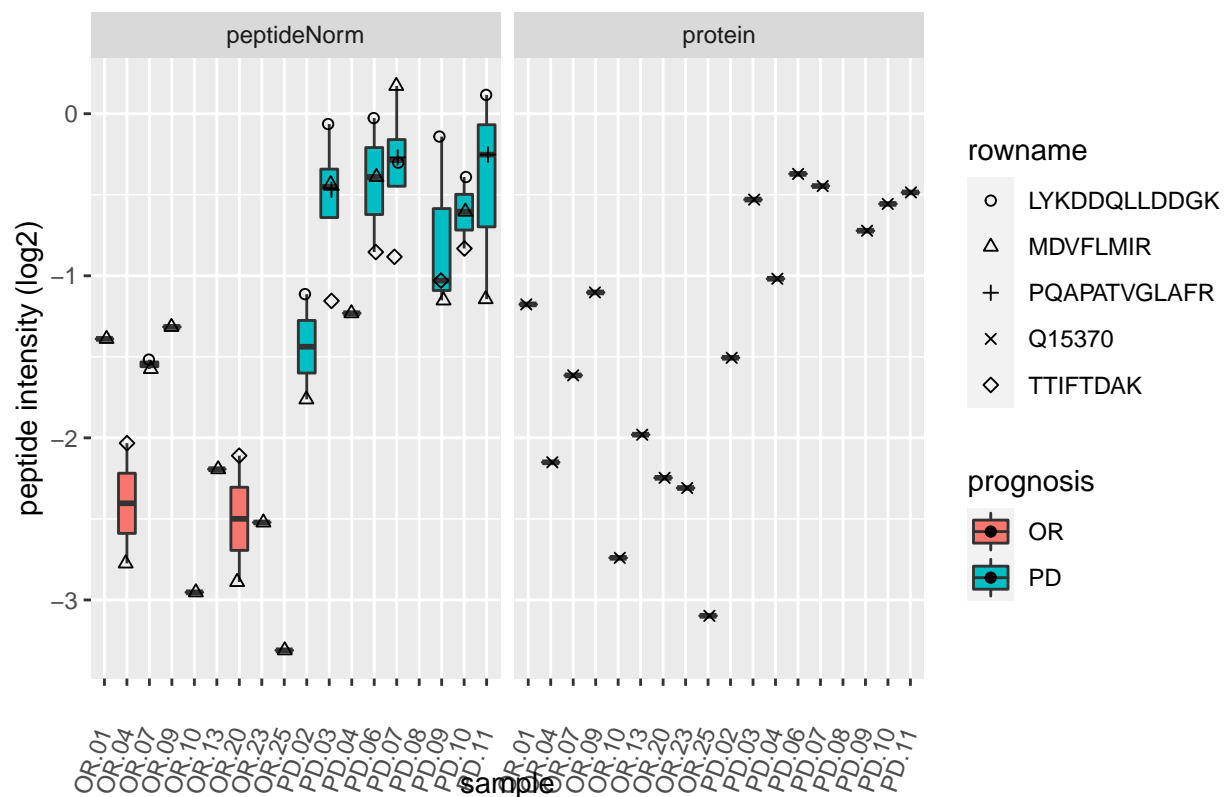 peptideNorm
protein
peptide intensity (log2)
0
−1
−2
−3
OR.01
OR.04
OR.07
OR.09
OR.10
OR.13
OR.20
OR.23
OR.25
PD.02
PD.03
PD.04
PD.06
PD.07
PD.08
PD.09
PD.10
PD.11
OR.01
OR.04
OR.07
OR.09
OR.10
OR.13
OR.20
OR.23
OR.25
PD.02
PD.03
PD.04
PD.06
PD.07
PD.08
PD.09
PD.10
PD.11
sample
rowname
LYKDDQLLDDGK
MDVFLMIR
PQAPATVGLAFR
Q15370
TTIFTDAK
prognosis
OR
PD